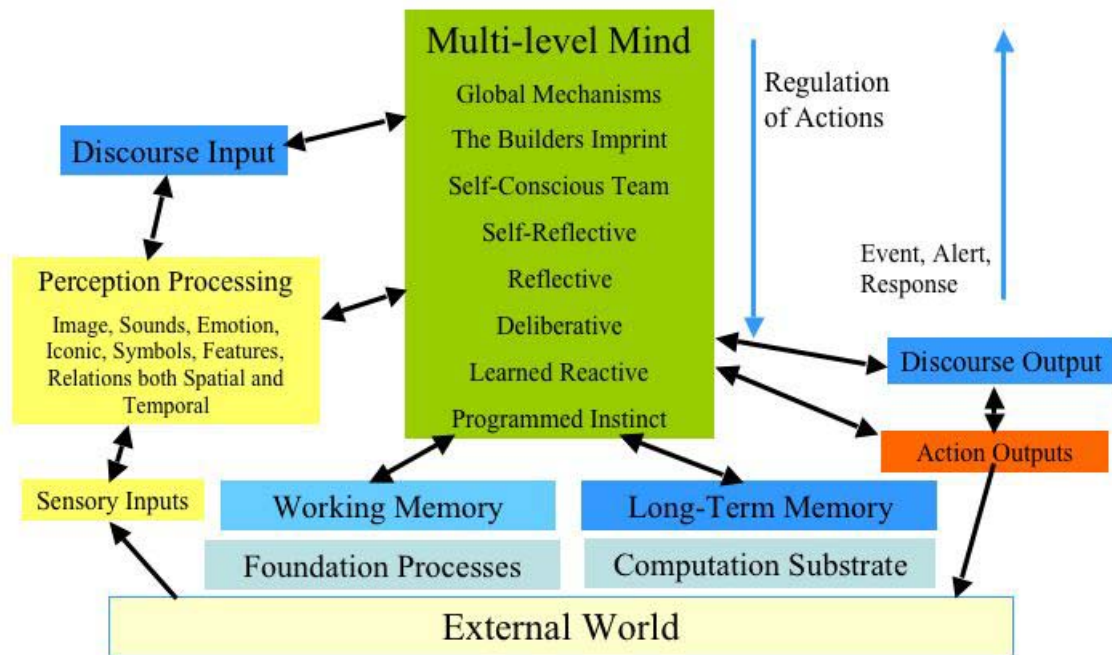 Multi-level Mind
Global Mechanisms
The Builders Imprint
Self-Conscious Team
Self-Reflective
Reflective
Deliberative
Learned Reactive
Programmed Instinct
Regulation
of Actions
Event, Alert,
Response
Discourse Input
Perception Processing
Image, Sounds, Emotion,
Iconic, Symbols, Features,
Relations both Spatial and
Temporal
Sensory Inputs
Discourse Output
Action Outputs
Working Memory
Long-Term Memory
Foundation Processes
Computation Substrate
External World